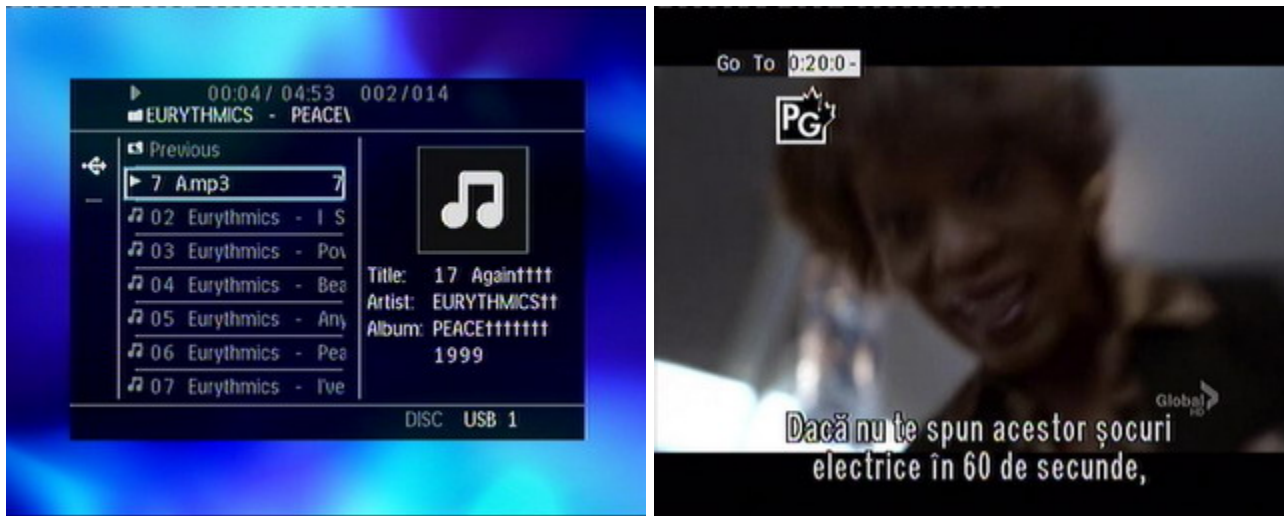 00:04/ 04:53 002/014
EURYTHMICS - PEACE\
Previous
7 A.mp3 7
02 Eurythmics - I S
03 Eurythmics - Pov
04 Eurythmics - Bea
05 Eurythmics - Any
06 Eurythmics - Pea
07 Eurythmics - I've
Title: 17 Again††††
Artist: EURYTHMICS††
Album: PEACE†††††††
1999
DISC USB 1
Go To 0:20:0-
PG
Global
HD
Dacă nu te spun acestor șocuri
electrice în 60 de secunde,